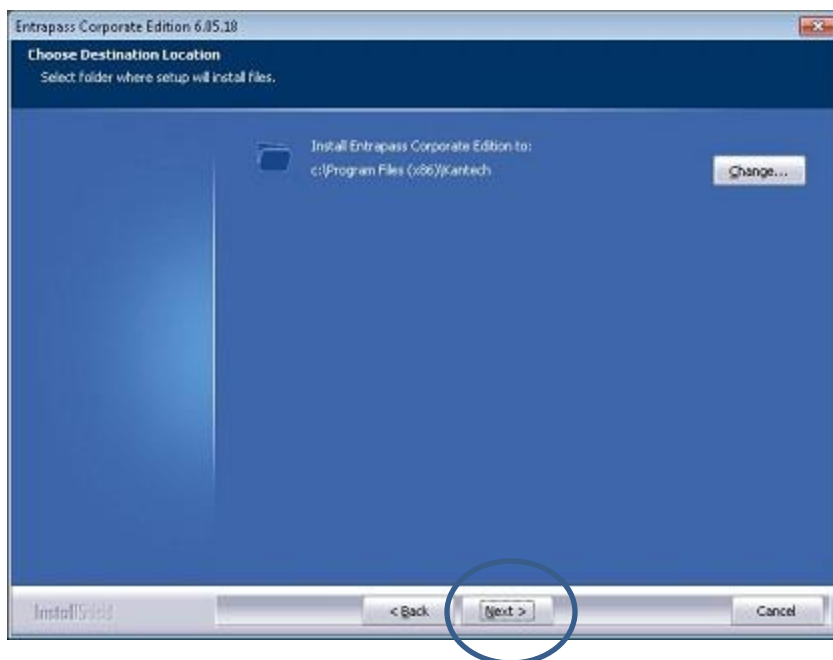 Entrapass Corporate Edition 6.05.18
Choose Destination Location
Select folder where setup will install files.
Install Entrapass Corporate Edition to:
c:\Program Files (x86)\Kantech
Change...
InstallShield
< Back
Next >
Cancel